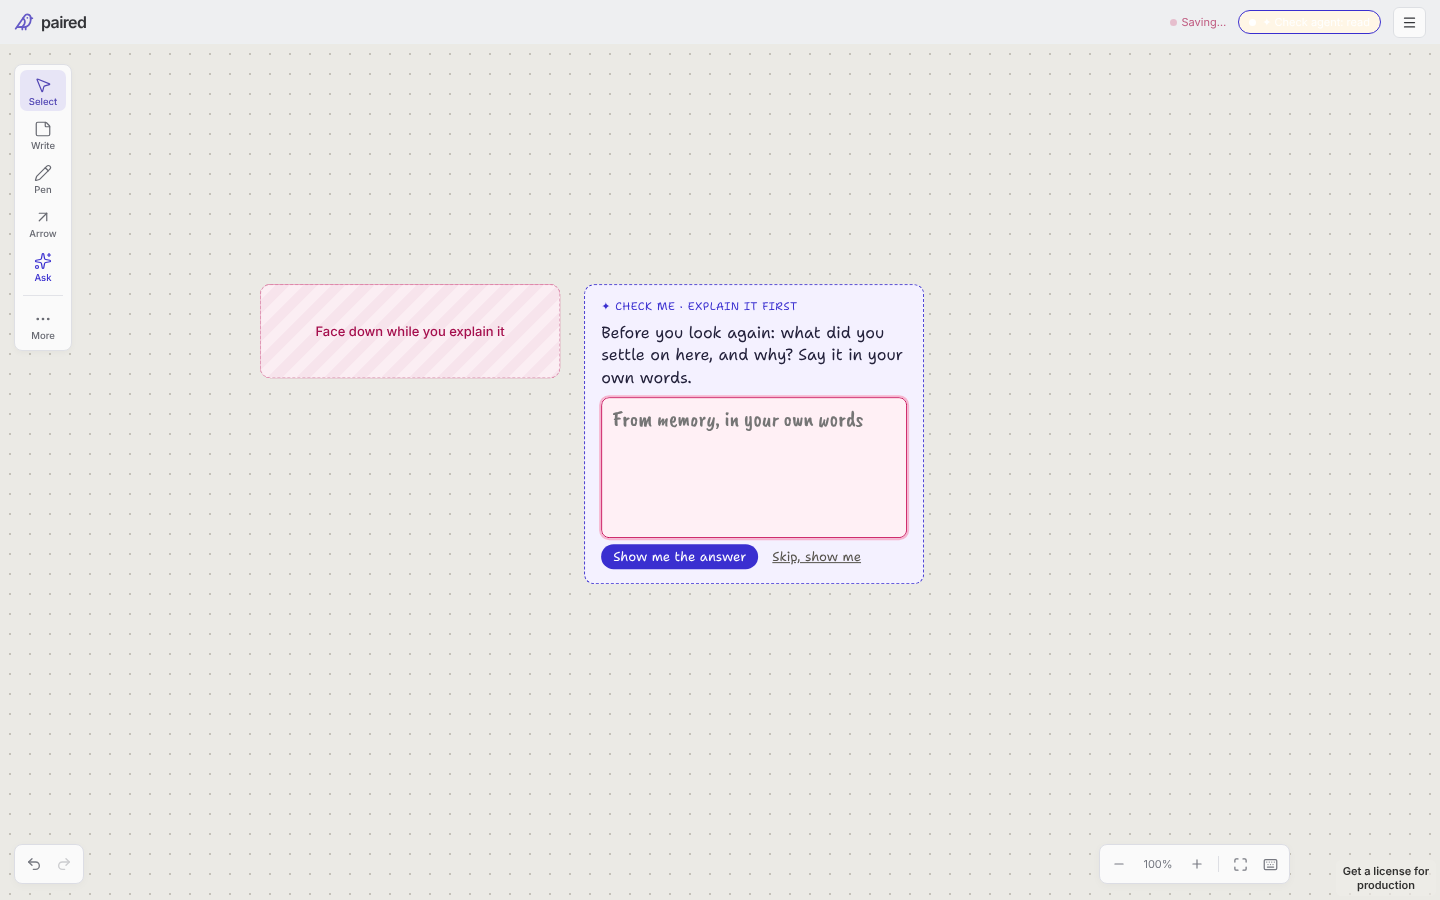 paired
Saving...
Select
Write
Pen
Arrow
Ask
More
Face down while you explain it
✦ CHECK ME · EXPLAIN IT FIRST
Before you look again: what did you
settle on here, and why? Say it in your
own words.
From memory, in your own words
Show me the answer
Skip, show me
100%
Get a license for
production